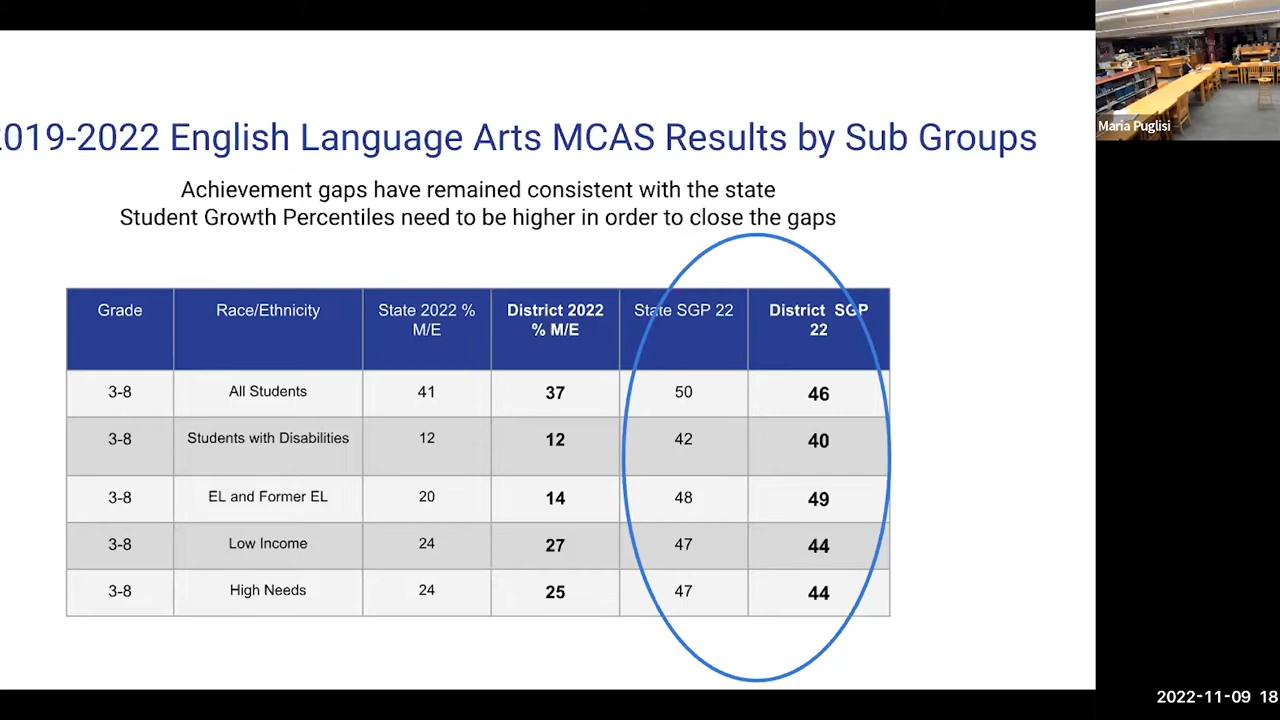 2019-2022 English Language Arts MCAS Results by Sub Groups
Achievement gaps have remained consistent with the state
Student Growth Percentiles need to be higher in order to close the gaps
Grade Race/Ethnicity State 2022 % M/E District 2022 % M/E State SGP 22 District SGP 22
3-8 All Students 41 37 50 46
3-8 Students with Disabilities 12 12 42 40
3-8 EL and Former EL 20 14 48 49
3-8 Low Income 24 27 47 44
3-8 High Needs 24 25 47 44
Maria Puglisi
2022-11-09 18